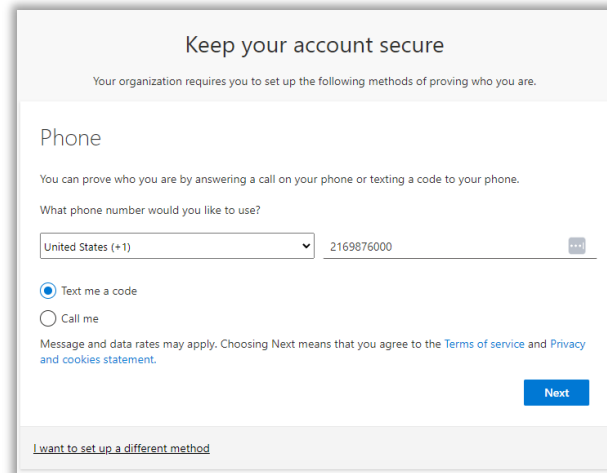 Keep your account secure
Your organization requires you to set up the following methods of proving who you are.
Phone
You can prove who you are by answering a call on your phone or texting a code to your phone.
What phone number would you like to use?
United States (+1) 2169876000
Text me a code
Call me
Message and data rates may apply. Choosing Next means that you agree to the Terms of service and Privacy
and cookies statement.
Next
I want to set up a different method